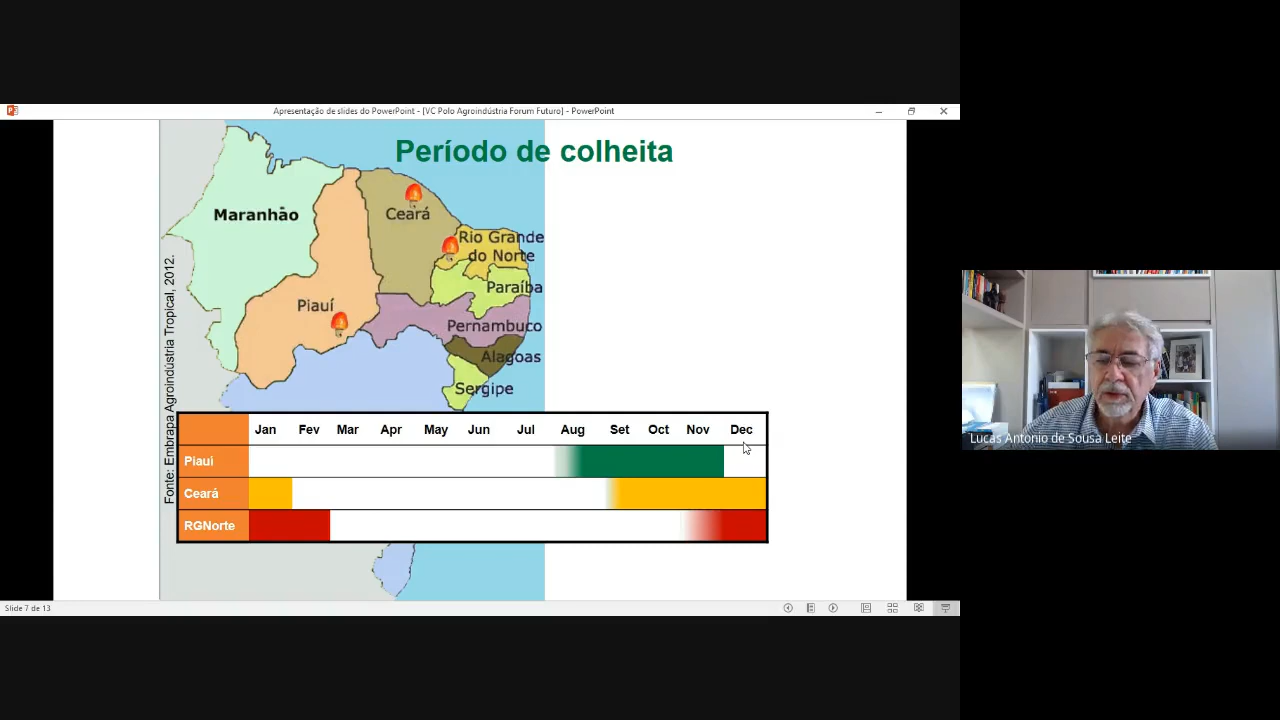 Apresentação de slides do PowerPoint - [VC Polo Agroindústria Forum Futuro] - PowerPoint
Período de colheita
Maranhão
Ceará
Rio Grande
do Norte
Paraíba
Piauí
Pernambuco
Alagoas
Sergipe
Fonte: Embrapa Agroindústria Tropical, 2012.
Jan Fev Mar Apr May Jun Jul Aug Set Oct Nov Dec
Piauí
Ceará
RGNorte
Slide 7 de 13
Lucas Antonio de Sousa Leite